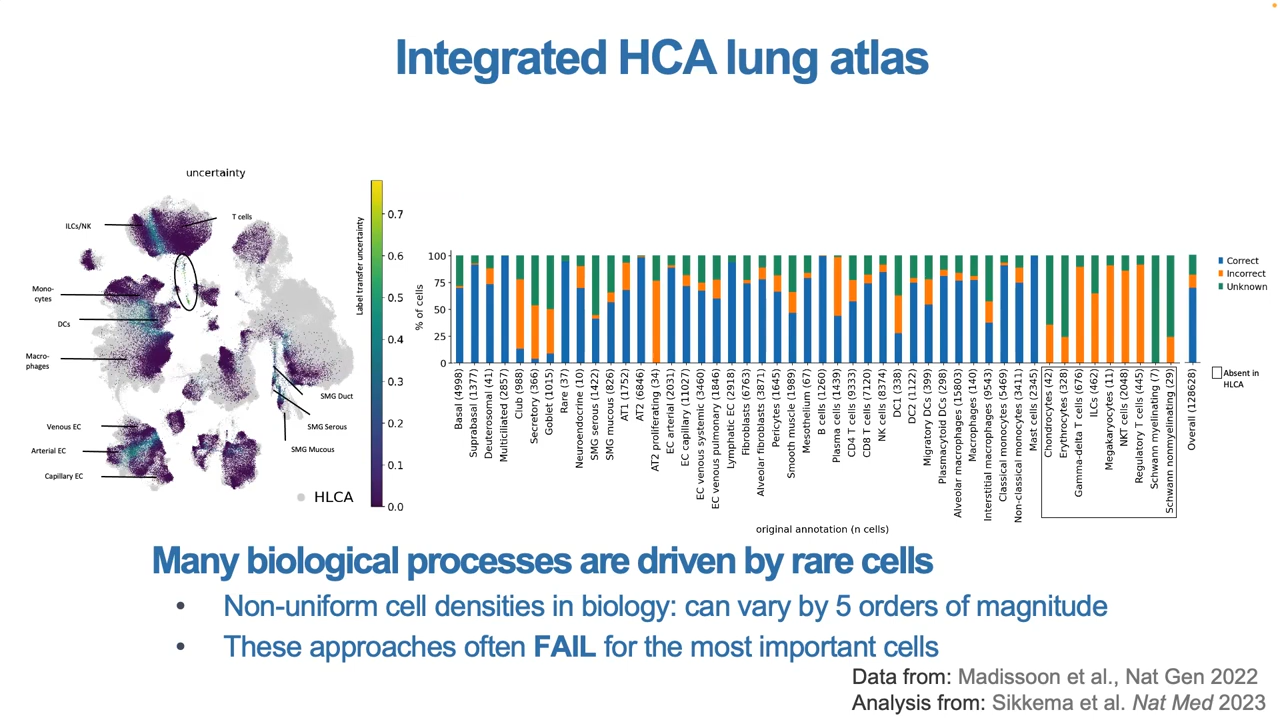 Integrated HCA lung atlas
uncertainty
ILCs/NK
T cells
Mono-
cytes
DCs
Macro-
phages
SMG Duct
SMG Serous
SMG Mucous
Venous EC
Arterial EC
Capillary EC
HLCA
Label transfer uncertainty
0.7
0.6
0.5
0.4
0.3
0.2
0.1
0.0
% of cells
100
75
50
25
0
Basal (4998)
Suprabasal (1377)
Deuterosomal (41)
Multiciliated (2857)
Club (988)
Secretory (366)
Goblet (1015)
Rare (37)
Neuroendocrine (10)
SMG serous (1422)
SMG mucous (826)
AT1 (1752)
AT2 (6846)
AT2 proliferating (34)
EC arterial (2031)
EC capillary (11027)
EC venous systemic (3460)
EC venous pulmonary (1846)
Lymphatic EC (2918)
Fibroblasts (6763)
Alveolar fibroblasts (3871)
Pericytes (1645)
Smooth muscle (1989)
Mesothelium (67)
B cells (1260)
Plasma cells (1439)
CD4 T cells (9333)
CD8 T cells (7120)
NK cells (8374)
DC1 (338)
DC2 (1122)
Migratory DCs (399)
Plasmacytoid DCs (298)
Alveolar macrophages (15803)
Macrophages (140)
Interstitial macrophages (9543)
Classical monocytes (5469)
Non-classical monocytes (3411)
Mast cells (2345)
Chondrocytes (42)
Erythrocytes (328)
Gamma-delta T cells (676)
ILCs (462)
Megakaryocytes (11)
NKT cells (2048)
Regulatory T cells (445)
Schwann myelinating (7)
Schwann nonmyelinating (29)
Overall (128628)
original annotation (n cells)
Correct
Incorrect
Unknown
Absent in
HLCA
Many biological processes are driven by rare cells
• Non-uniform cell densities in biology: can vary by 5 orders of magnitude
• These approaches often FAIL for the most important cells
Data from: Madissoon et al., Nat Gen 2022
Analysis from: Sikkema et al. Nat Med 2023